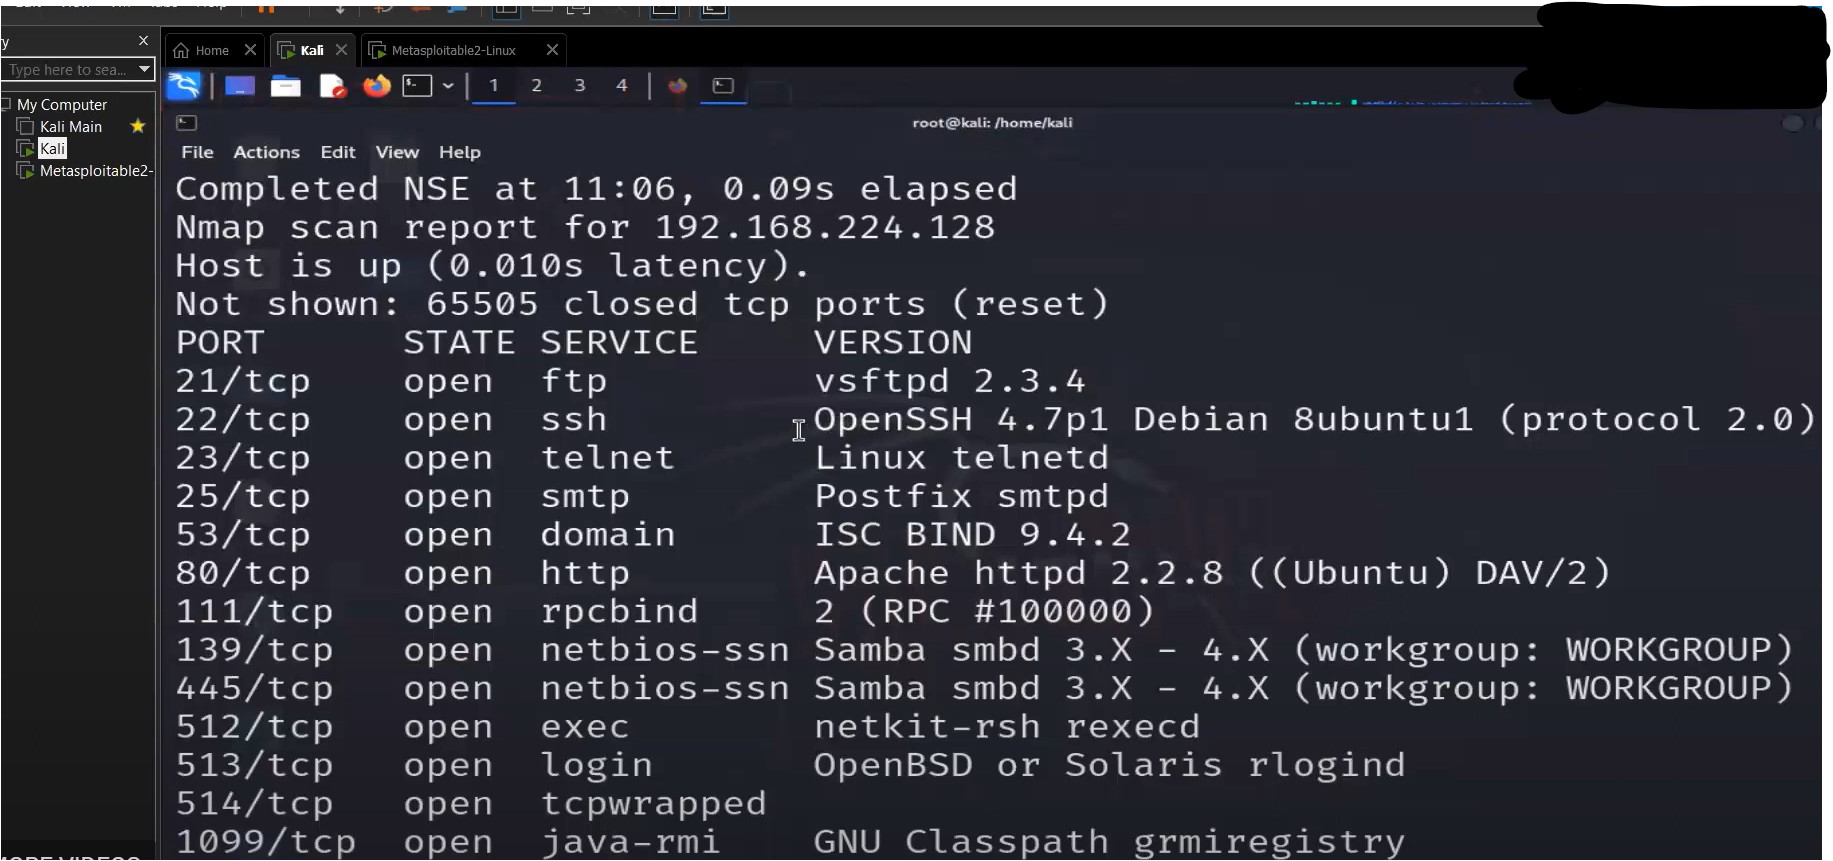 Help
y
Home
Kali
Metasploitable2-Linux
Type here to sea...
1 2 3 4
My Computer
Kali Main
Kali
Metasploitable2-
root@kali: /home/kali
File Actions Edit View Help
Completed NSE at 11:06, 0.09s elapsed
Nmap scan report for 192.168.224.128
Host is up (0.010s latency).
Not shown: 65505 closed tcp ports (reset)
PORT STATE SERVICE VERSION
21/tcp open ftp vsftpd 2.3.4
22/tcp open ssh OpenSSH 4.7p1 Debian 8ubuntu1 (protocol 2.0)
23/tcp open telnet Linux telnetd
25/tcp open smtp Postfix smtpd
53/tcp open domain ISC BIND 9.4.2
80/tcp open http Apache httpd 2.2.8 ((Ubuntu) DAV/2)
111/tcp open rpcbind 2 (RPC #100000)
139/tcp open netbios-ssn Samba smbd 3.X - 4.X (workgroup: WORKGROUP)
445/tcp open netbios-ssn Samba smbd 3.X - 4.X (workgroup: WORKGROUP)
512/tcp open exec netkit-rsh rexecd
513/tcp open login OpenBSD or Solaris rlogind
514/tcp open tcpwrapped
1099/tcp open java-rmi GNU Classpath grmiregistry
MORE VIDEOS